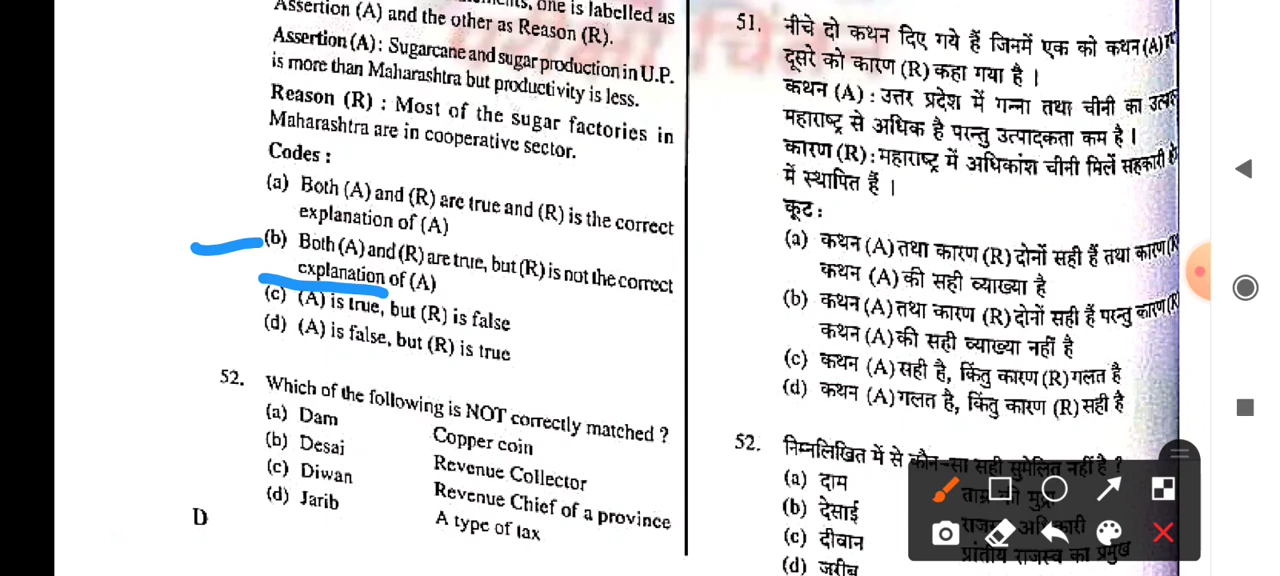 ments, one is labelled as
Assertion (A) and the other as Reason (R).
Assertion (A) : Sugarcane and sugar production in U.P.
is more than Maharashtra but productivity is less.
Reason (R) : Most of the sugar factories in
Maharashtra are in cooperative sector.
Codes :
(a) Both (A) and (R) are true and (R) is the correct
explanation of (A)
(b) Both (A) and (R) are true, but (R) is not the correct
explanation of (A)
(c) (A) is true, but (R) is false
(d) (A) is false, but (R) is true
52. Which of the following is NOT correctly matched ?
(a) Dam Copper coin
(b) Desai Revenue Collector
(c) Diwan Revenue Chief of a province
(d) Jarib A type of tax
D
51. नीचे दो कथन दिए गये हैं जिनमें एक को कथन (A)
दूसरे को कारण (R) कहा गया है ।
कथन (A) : उत्तर प्रदेश में गन्ना तथा चीनी का
महाराष्ट्र से अधिक है परन्तु उत्पादकता कम है ।
कारण (R) : महाराष्ट्र में अधिकांश चीनी मिलें सहकारी
में स्थापित हैं ।
कूट :
(a) कथन (A) तथा कारण (R) दोनों सही हैं तथा कारण (R
कथन (A) की सही व्याख्या है
(b) कथन (A) तथा कारण (R) दोनों सही हैं परन्तु कारण (R
कथन (A) की सही व्याख्या नहीं है
(c) कथन (A) सही है, किंतु कारण (R) गलत है
(d) कथन (A) गलत है, किंतु कारण (R) सही है
52. निम्नलिखित में से कौन-सा सही सुमेलित नहीं है ?
(a) दाम
(b) देसाई
(c) दीवान प्रांतीय राजस्व का प्रमुख
(d) जरीब